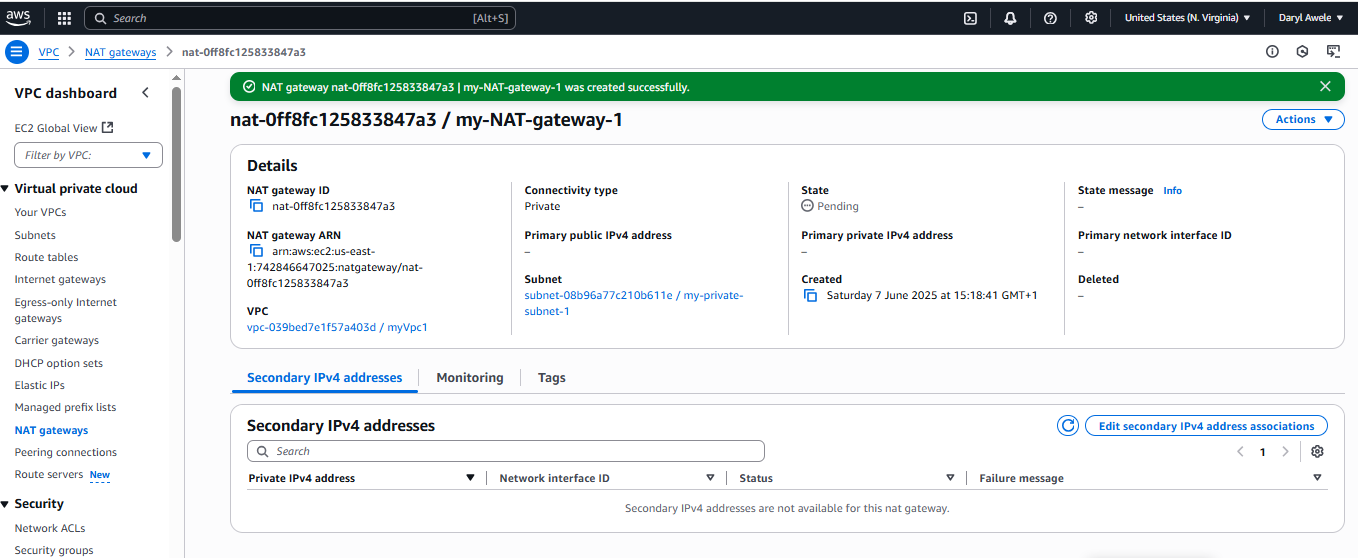 aws
Search [Alt+S]
United States (N. Virginia)
Daryl Awele
VPC
NAT gateways
nat-0ff8fc125833847a3
VPC dashboard
EC2 Global View
Filter by VPC:
Virtual private cloud
Your VPCs
Subnets
Route tables
Internet gateways
Egress-only Internet
gateways
Carrier gateways
DHCP option sets
Elastic IPs
Managed prefix lists
NAT gateways
Peering connections
Route servers New
Security
Network ACLs
Security groups
NAT gateway nat-0ff8fc125833847a3 | my-NAT-gateway-1 was created successfully.
nat-0ff8fc125833847a3 / my-NAT-gateway-1
Actions
Details
NAT gateway ID
nat-0ff8fc125833847a3
NAT gateway ARN
arn:aws:ec2:us-east-
1:742846647025:natgateway/nat-
0ff8fc125833847a3
VPC
vpc-039bed7e1f57a403d / myVpc1
Connectivity type
Private
Primary public IPv4 address
–
Subnet
subnet-08b96a77c210b611e / my-private-
subnet-1
State
Pending
Primary private IPv4 address
–
Created
Saturday 7 June 2025 at 15:18:41 GMT+1
State message Info
–
Primary network interface ID
–
Deleted
–
Secondary IPv4 addresses
Monitoring
Tags
Secondary IPv4 addresses
Edit secondary IPv4 address associations
Search
1
Private IPv4 address
Network interface ID
Status
Failure message
Secondary IPv4 addresses are not available for this nat gateway.